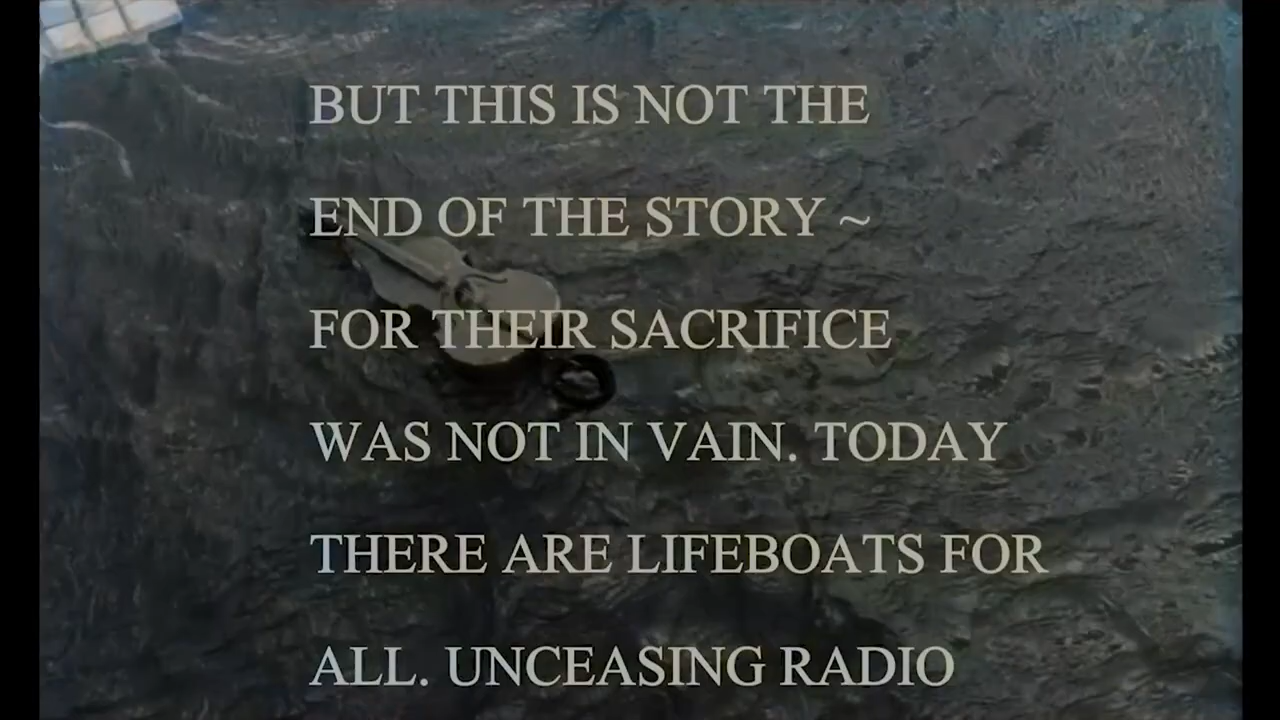 BUT THIS IS NOT THE
END OF THE STORY ~
FOR THEIR SACRIFICE
WAS NOT IN VAIN. TODAY
THERE ARE LIFEBOATS FOR
ALL. UNCEASING RADIO